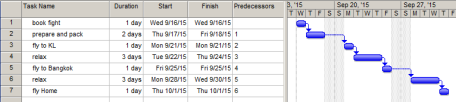 Task Name Duration Start Finish Predecessors 3, '15 Sep 20, '15 Sep 27, '15
T W T F S S M T W T F S S M T W T
1 book fight 1 day Wed 9/16/15 Wed 9/16/15
2 prepare and pack 2 days Thu 9/17/15 Fri 9/18/15 1
3 fly to KL 1 day Mon 9/21/15 Mon 9/21/15 2
4 relax 3 days Tue 9/22/15 Thu 9/24/15 3
5 fly to Bangkok 1 day Fri 9/25/15 Fri 9/25/15 4
6 relax 3 days Mon 9/28/15 Wed 9/30/15 5
7 fly Home 1 day Thu 10/1/15 Thu 10/1/15 6